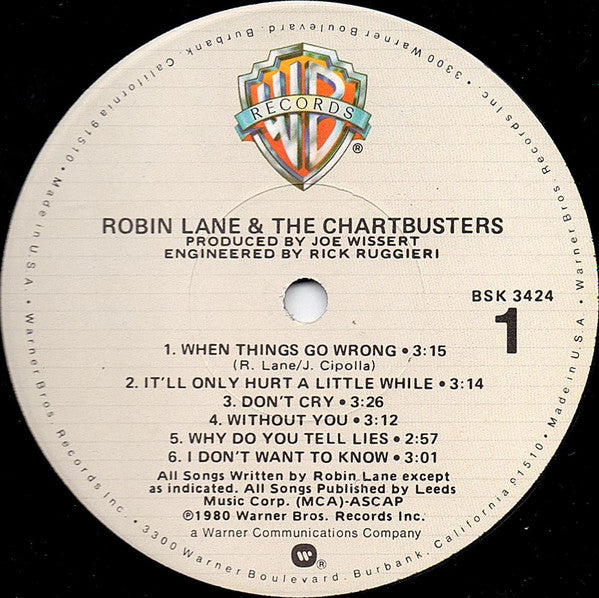 WB
RECORDS
®
ROBIN LANE & THE CHARTBUSTERS
PRODUCED BY JOE WISSERT
ENGINEERED BY RICK RUGGIERI
BSK 3424
1
1. WHEN THINGS GO WRONG • 3:15
(R. Lane/J. Cipolla)
2. IT'LL ONLY HURT A LITTLE WHILE • 3:14
3. DON'T CRY • 3:26
4. WITHOUT YOU • 3:12
5. WHY DO YOU TELL LIES • 2:57
6. I DON'T WANT TO KNOW • 3:01
All Songs Written by Robin Lane except
as indicated. All Songs Published by Leeds
Music Corp. (MCA)-ASCAP
℗1980 Warner Bros. Records Inc.
a Warner Communications Company
®
Warner Bros. Records Inc. • 3300 Warner Boulevard, Burbank, California 91510 • Made in U.S.A. • Warner Bros. Records Inc. • 3300 Warner Boulevard, Burbank, California 91510 • Made in U.S.A. •